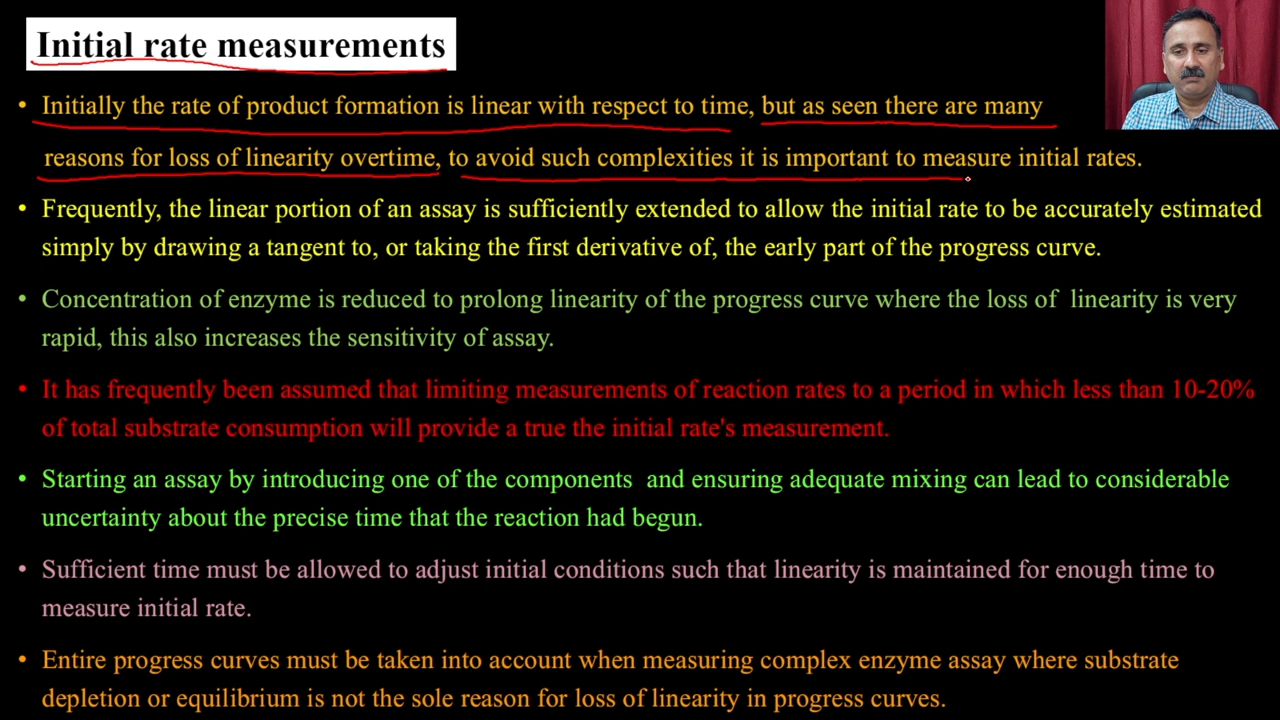 Initial rate measurements
• Initially the rate of product formation is linear with respect to time, but as seen there are many
reasons for loss of linearity overtime, to avoid such complexities it is important to measure initial rates.
• Frequently, the linear portion of an assay is sufficiently extended to allow the initial rate to be accurately estimated
simply by drawing a tangent to, or taking the first derivative of, the early part of the progress curve.
• Concentration of enzyme is reduced to prolong linearity of the progress curve where the loss of linearity is very
rapid, this also increases the sensitivity of assay.
• It has frequently been assumed that limiting measurements of reaction rates to a period in which less than 10-20%
of total substrate consumption will provide a true the initial rate's measurement.
• Starting an assay by introducing one of the components and ensuring adequate mixing can lead to considerable
uncertainty about the precise time that the reaction had begun.
• Sufficient time must be allowed to adjust initial conditions such that linearity is maintained for enough time to
measure initial rate.
• Entire progress curves must be taken into account when measuring complex enzyme assay where substrate
depletion or equilibrium is not the sole reason for loss of linearity in progress curves.